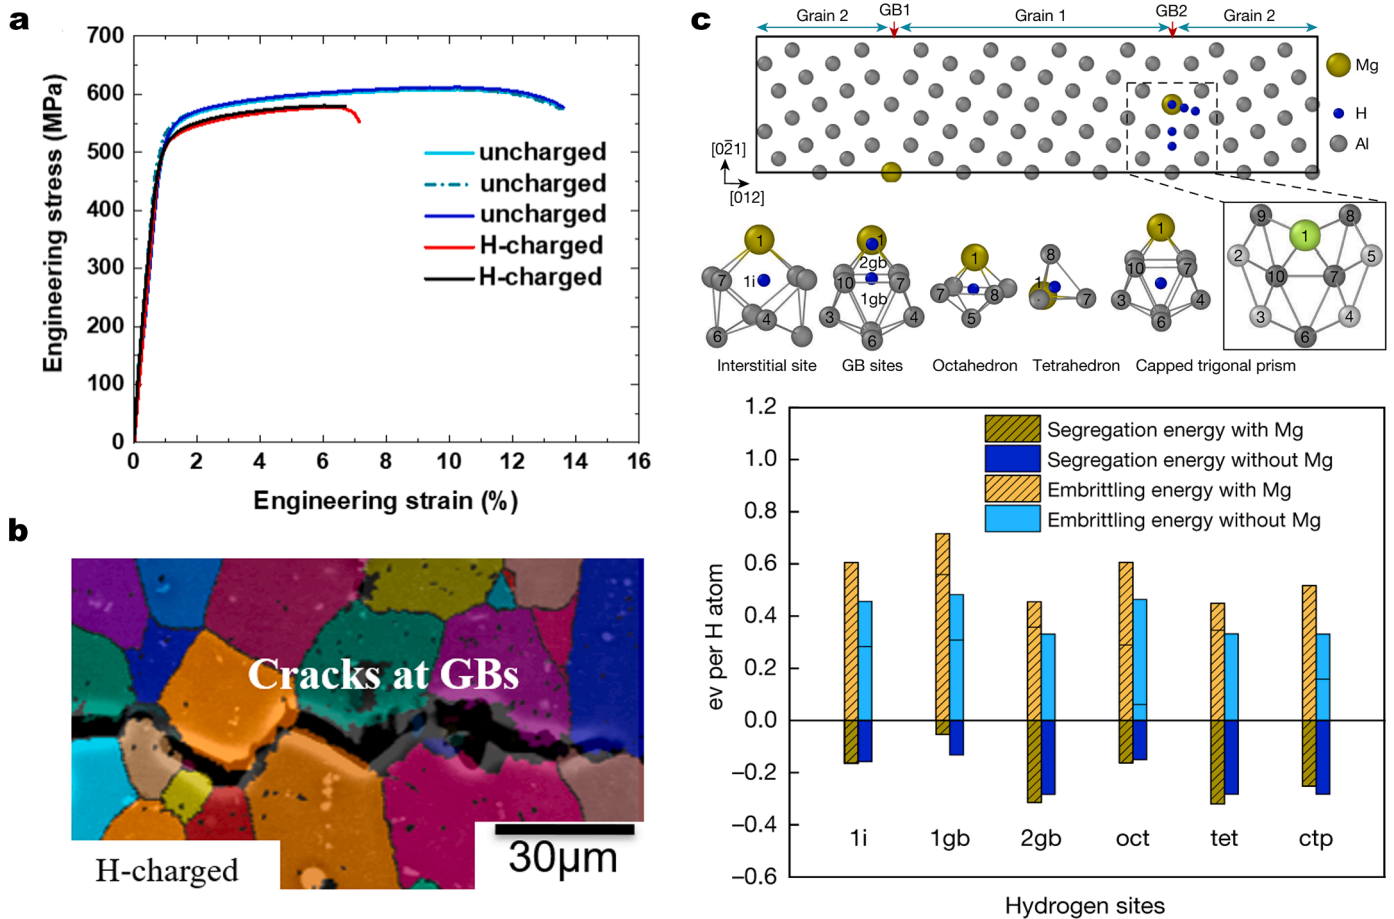 a
700
600
500
400
300
200
100
0
0 2 4 6 8 10 12 14 16
Engineering stress (MPa)
Engineering strain (%)
uncharged
uncharged
uncharged
H-charged
H-charged
b
Cracks at GBs
H-charged
30μm
c
Grain 2 GB1 Grain 1 GB2 Grain 2
Mg
H
Al
[02̄1]
[012]
1 1i 7 4 6
1 2gb 10 7 1gb 3 4 6
1 7 8 5
8 1 7
1 10 7 3 4 6
9 1 8 2 5 10 7 3 4 6
Interstitial site GB sites Octahedron Tetrahedron Capped trigonal prism
1.2
1.0
0.8
0.6
0.4
0.2
0.0
−0.2
−0.4
−0.6
ev per H atom
Segregation energy with Mg
Segregation energy without Mg
Embrittling energy with Mg
Embrittling energy without Mg
1i 1gb 2gb oct tet ctp
Hydrogen sites